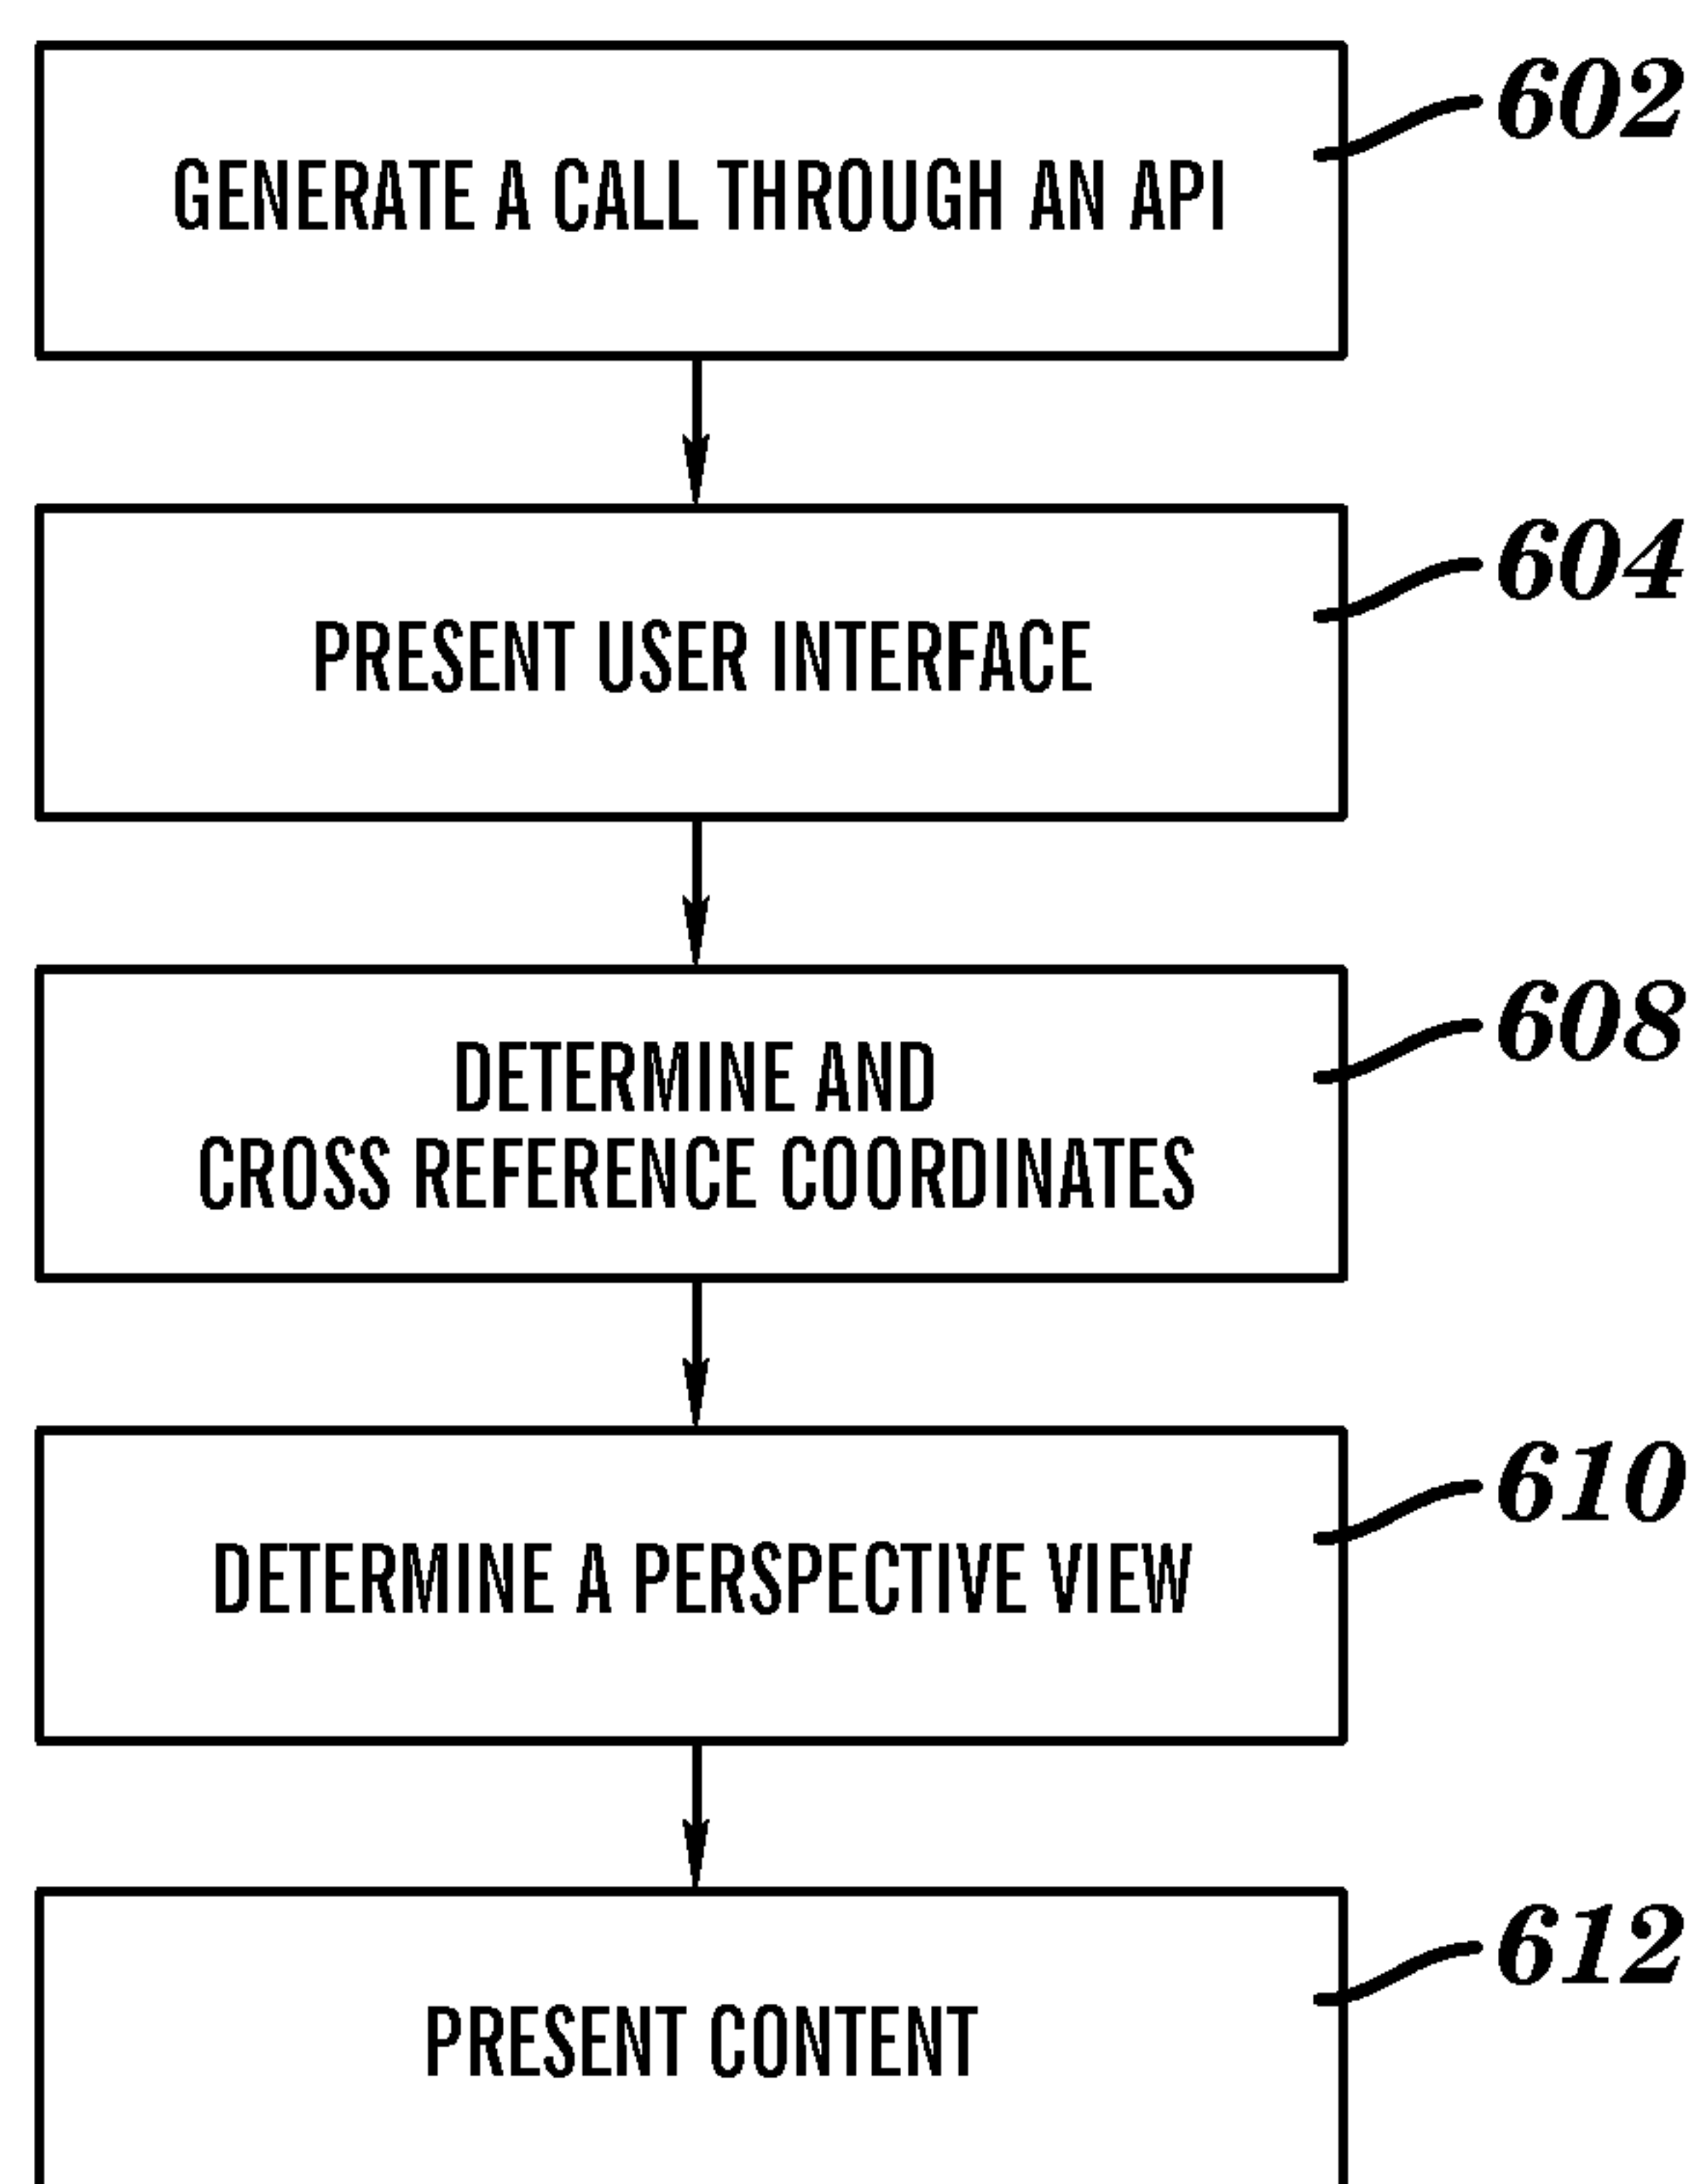 602
GENERATE A CALL THROUGH AN API
604
PRESENT USER INTERFACE
608
DETERMINE AND
CROSS REFERENCE COORDINATES
610
DETERMINE A PERSPECTIVE VIEW
612
PRESENT CONTENT